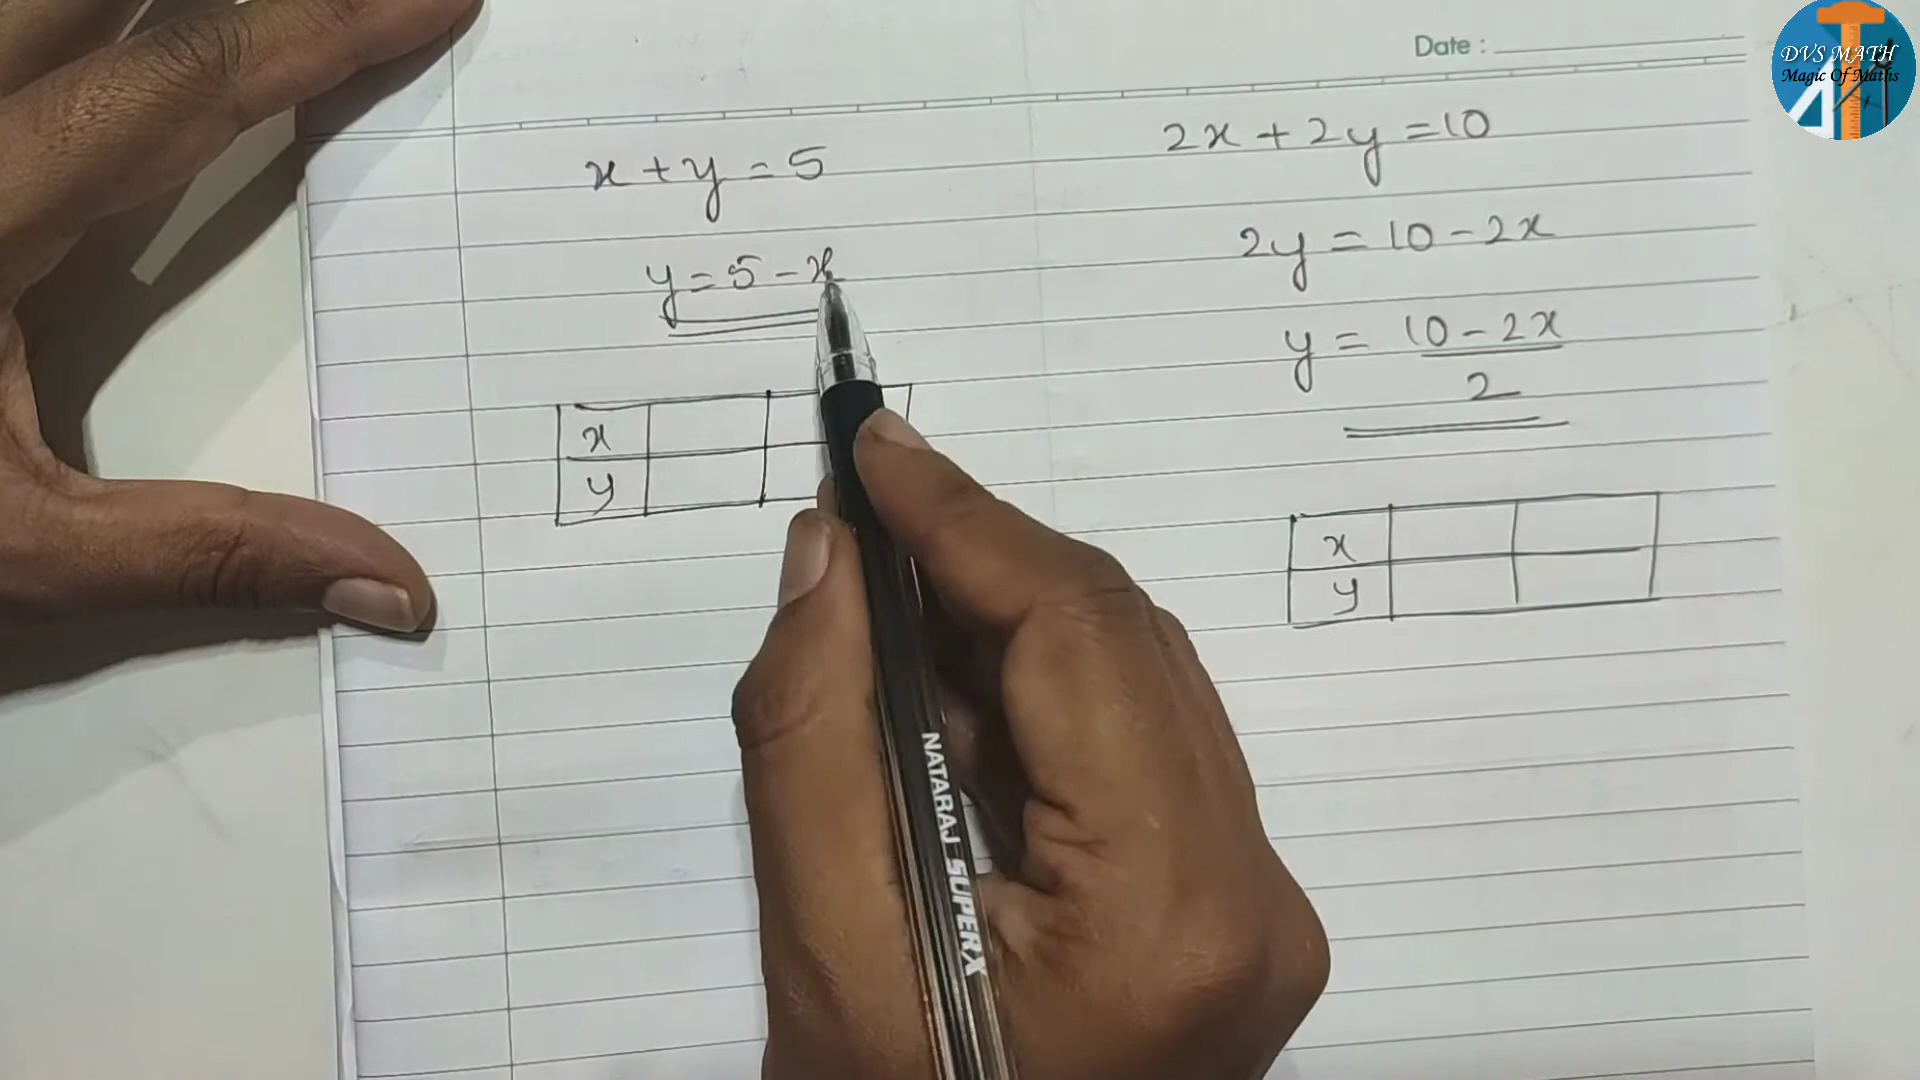 Date :
DVS MATH
Magic Of Maths
x + y = 5
y = 5 - x
x
y
2x + 2y = 10
2y = 10 - 2x
y = 10 - 2x
2
x
y
NATARAJ SUPERX